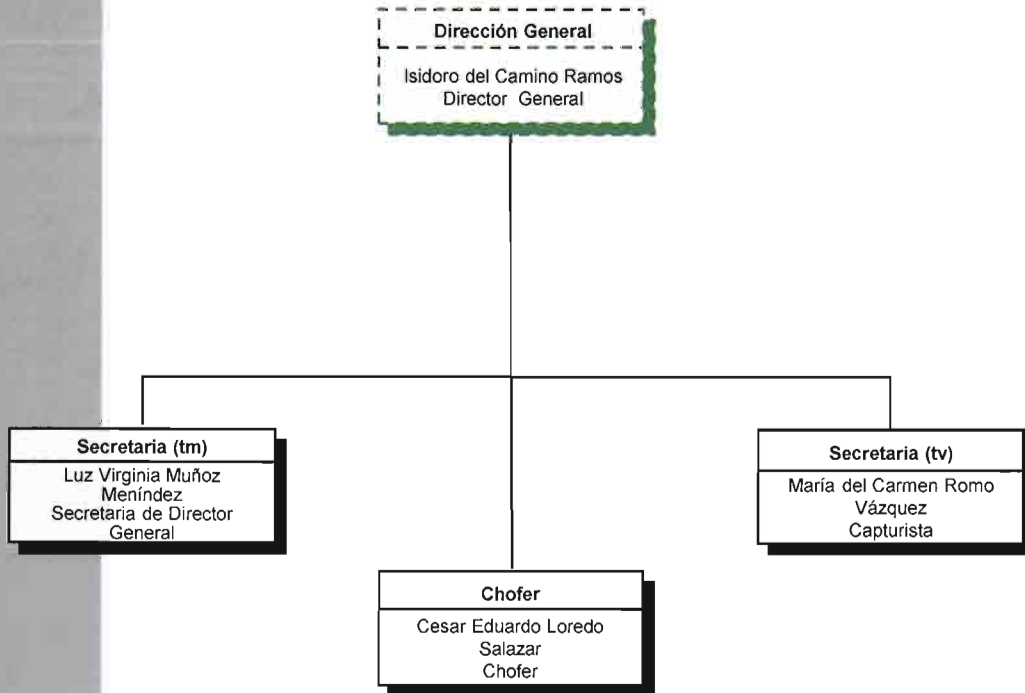 Dirección General
Isidoro del Camino Ramos
Director General
Secretaria (tm)
Luz Virginia Muñoz
Meníndez
Secretaria de Director
General
Secretaria (tv)
María del Carmen Romo
Vázquez
Capturista
Chofer
Cesar Eduardo Loredo
Salazar
Chofer